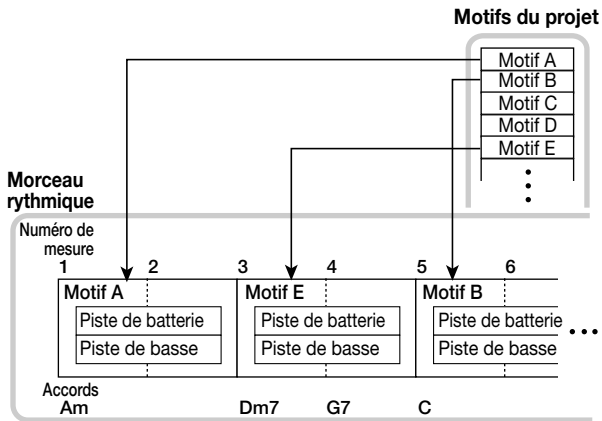 Motifs du projet
Motif A
Motif B
Motif C
Motif D
Motif E
Morceau
rythmique
Numéro de
mesure
1 2 3 4 5 6
Motif A Motif E Motif B
Piste de batterie Piste de batterie Piste de batterie
Piste de basse Piste de basse Piste de basse
Accords
Am Dm7 G7 C